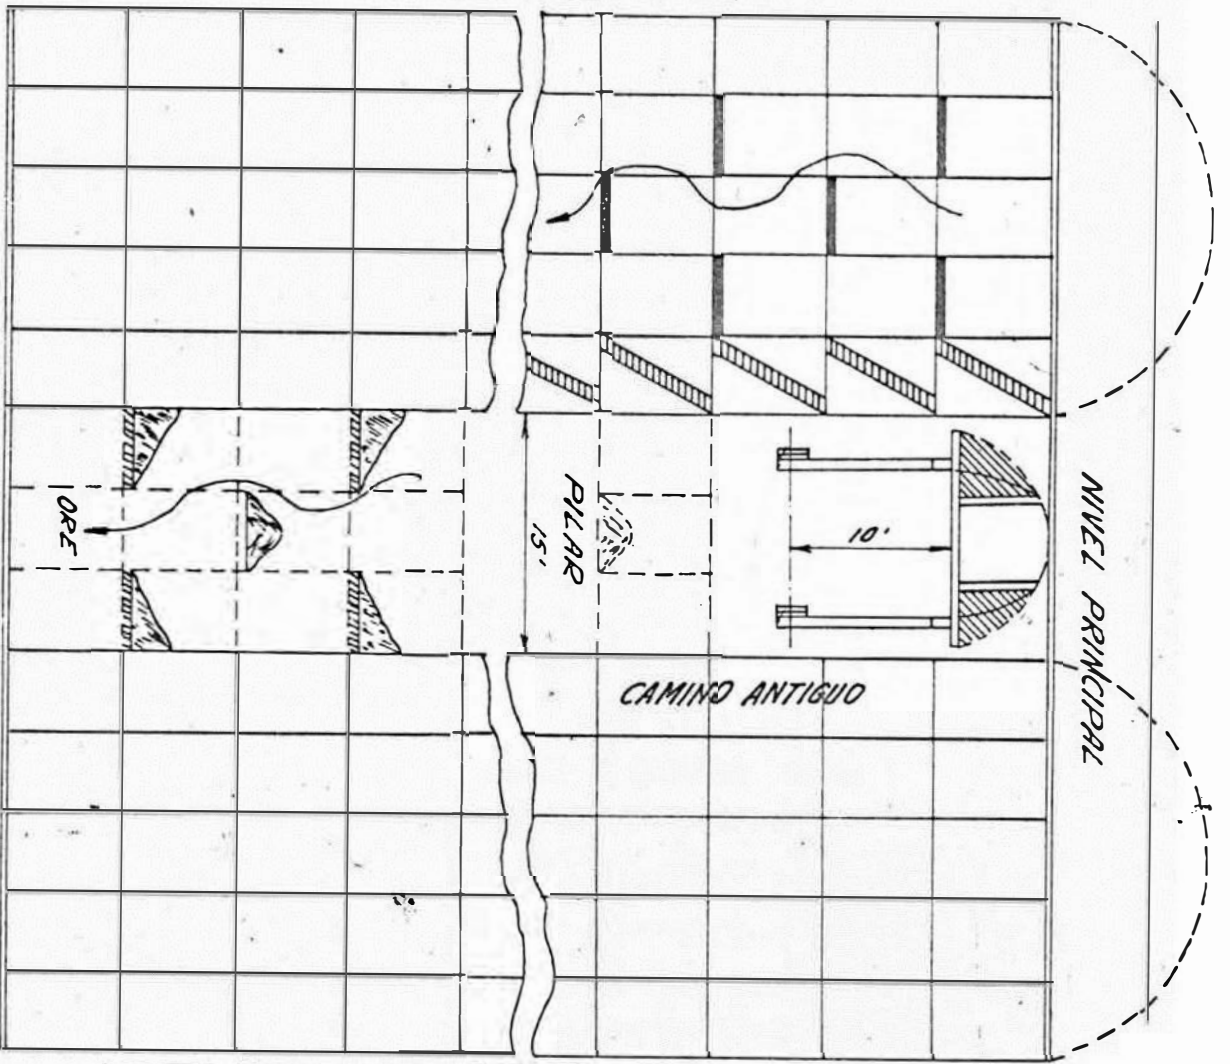 ORE
PILAR
15'
10'
NIVEL PRINCIPAL
CAMINO ANTIGUO